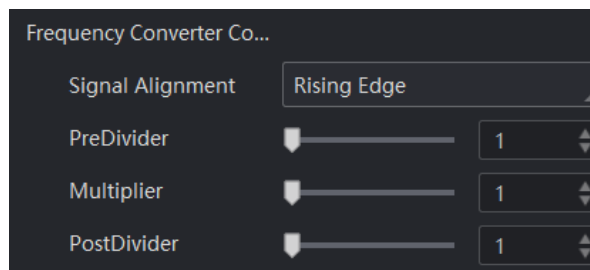 Frequency Converter Co...
Signal Alignment Rising Edge
PreDivider 1
Multiplier 1
PostDivider 1